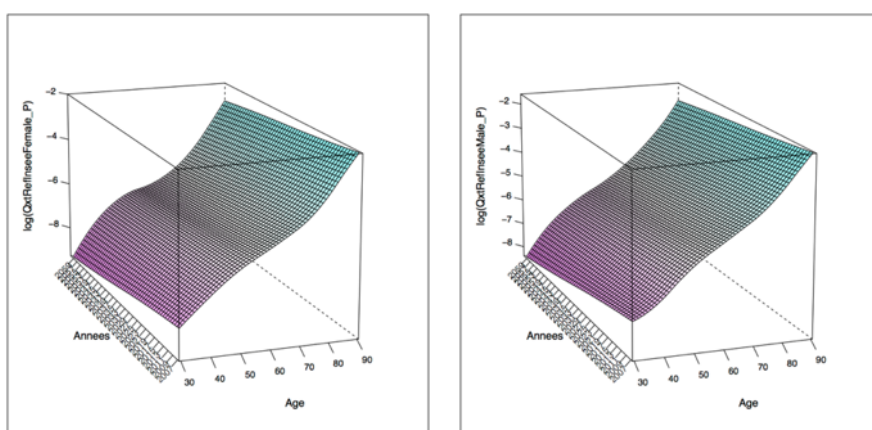 log(QxtRefInseeFemale_P)
-2
-4
-6
-8
Annees
30 40 50 60 70 80 90
Age
log(QxtRefInseeMale_P)
-2
-3
-4
-5
-6
-7
-8
Annees
30 40 50 60 70 80 90
Age